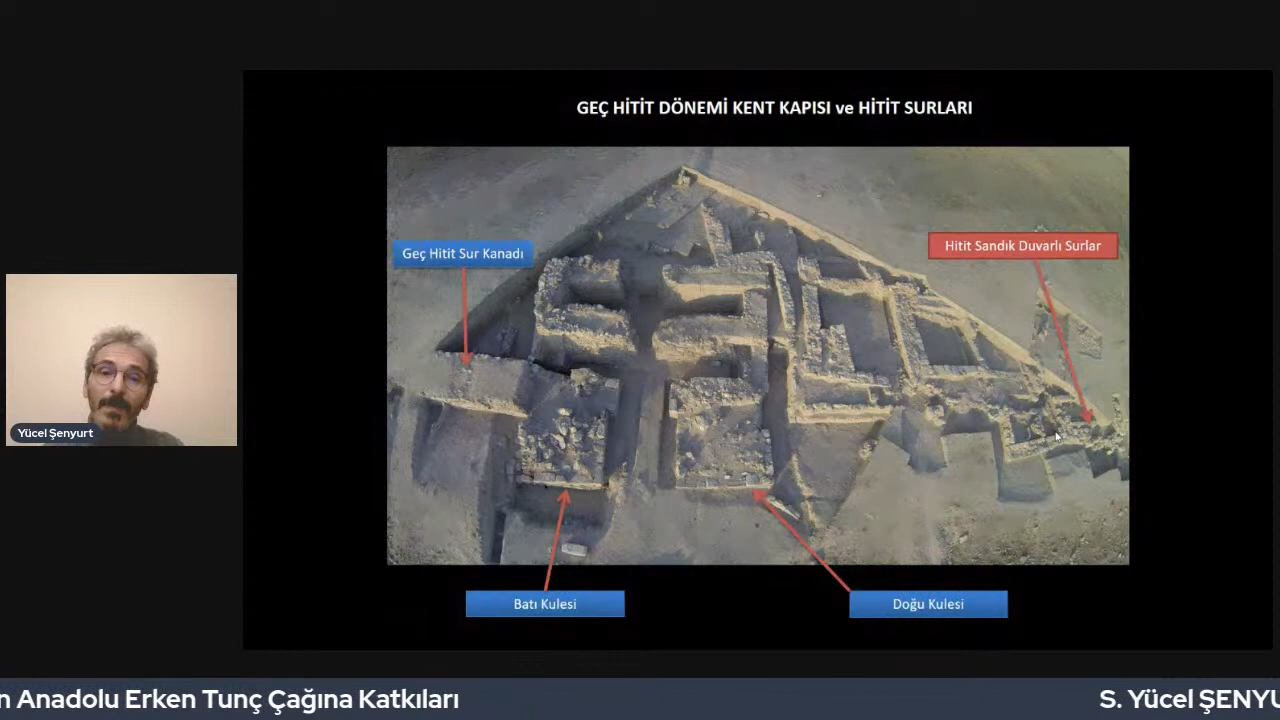 GEÇ HİTİT DÖNEMİ KENT KAPISI ve HİTİT SURLARI
Geç Hitit Sur Kanadı
Hitit Sandık Duvarlı Surlar
Yücel Şenyurt
Batı Kulesi
Doğu Kulesi
n Anadolu Erken Tunç Çağına Katkıları
S. Yücel ŞENYU